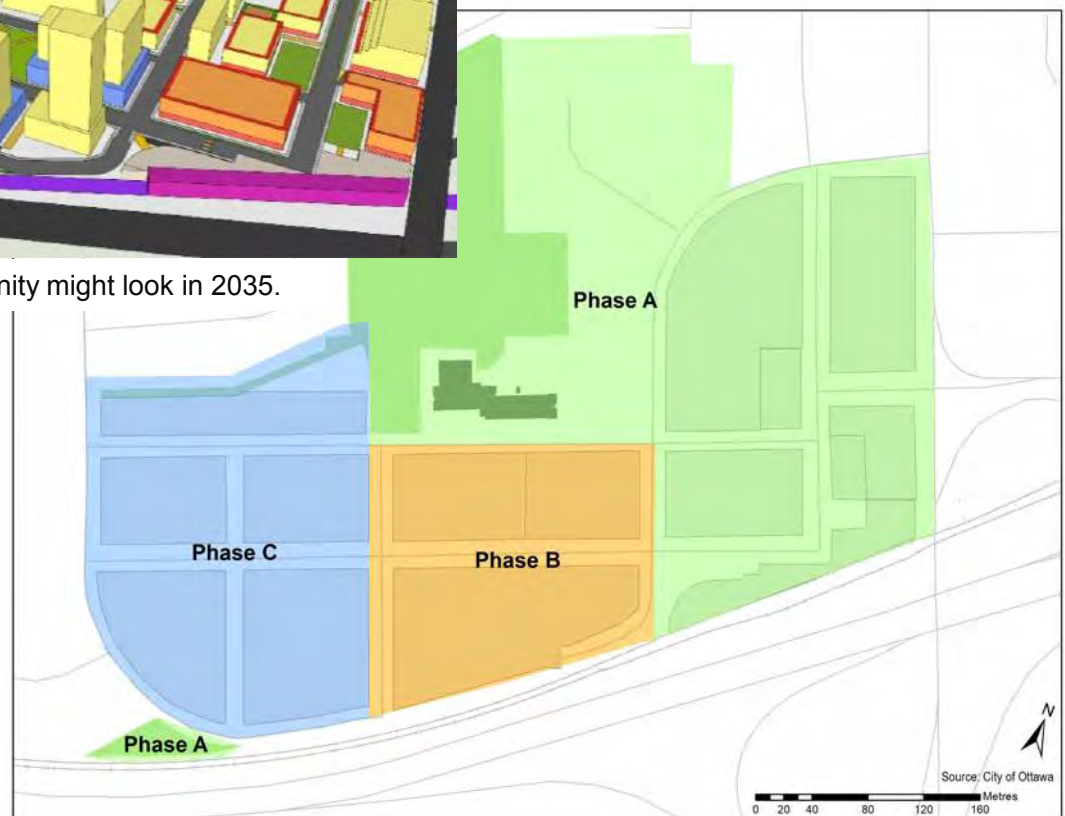 nity might look in 2035.
Phase A
Phase C
Phase B
Phase A
N
Source: City of Ottawa
Metres
0 20 40 80 120 160